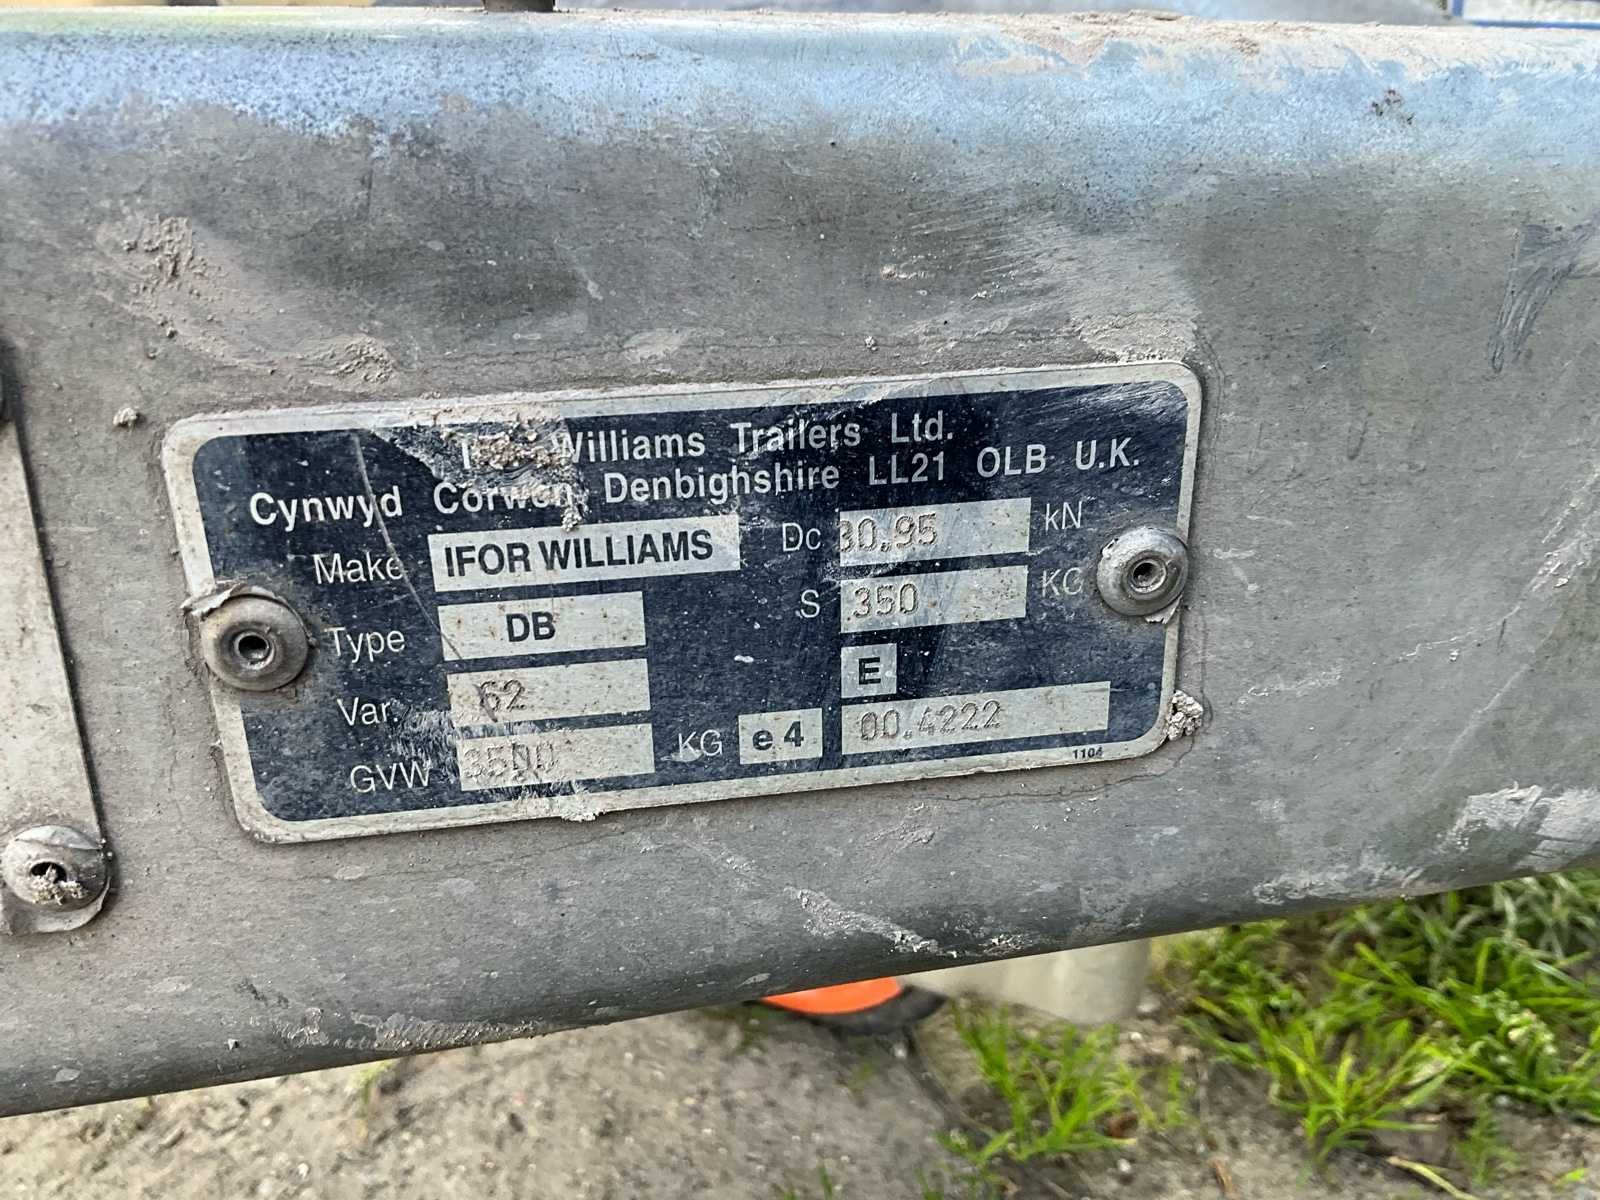 Williams Trailers Ltd.
Cynwyd Corwen, Denbighshire LL21 OLB U.K.
Make IFOR WILLIAMS Dc 30.95 kN
Type DB S 350 KG
Var. 62 E
GVW 3500 KG e4 00.4222
1104